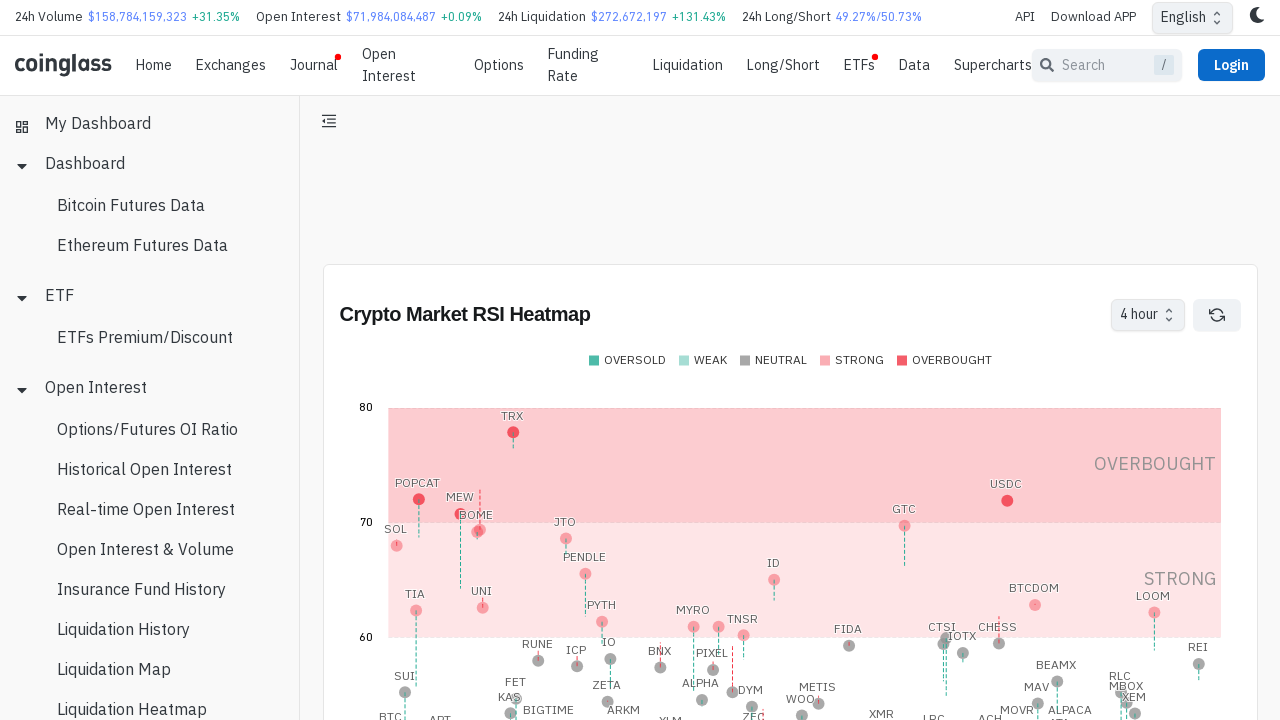 24h Volume $158,784,159,323 +31.35% Open Interest $71,984,084,487 +0.09% 24h Liquidation $272,672,197 +131.43% 24h Long/Short 49.27%/50.73% API Download APP English
coinglass Home Exchanges Journal Open Interest Options Funding Rate Liquidation Long/Short ETFs Data Supercharts Search / Login
My Dashboard
Dashboard
Bitcoin Futures Data
Ethereum Futures Data
ETF
ETFs Premium/Discount
Open Interest
Options/Futures OI Ratio
Historical Open Interest
Real-time Open Interest
Open Interest & Volume
Insurance Fund History
Liquidation History
Liquidation Map
Liquidation Heatmap
Crypto Market RSI Heatmap 4 hour
OVERSOLD WEAK NEUTRAL STRONG OVERBOUGHT
80
TRX
OVERBOUGHT
POPCAT USDC
MEW
BOME GTC
70 JTO
SOL
PENDLE ID
STRONG
TIA UNI BTCDOM LOOM
PYTH MYRO
TNSR
60 FIDA CTSI CHESS
RUNE IO IOTX
ICP BNX PIXEL REI
BEAMX
SUI FET ZETA ALPHA RLC
KAS DYM METIS MAV MBOX
WOO XEM
BIGTIME ARKM MOVR ALPACA
BTC APT XLM ZEC XMR LRC ACH